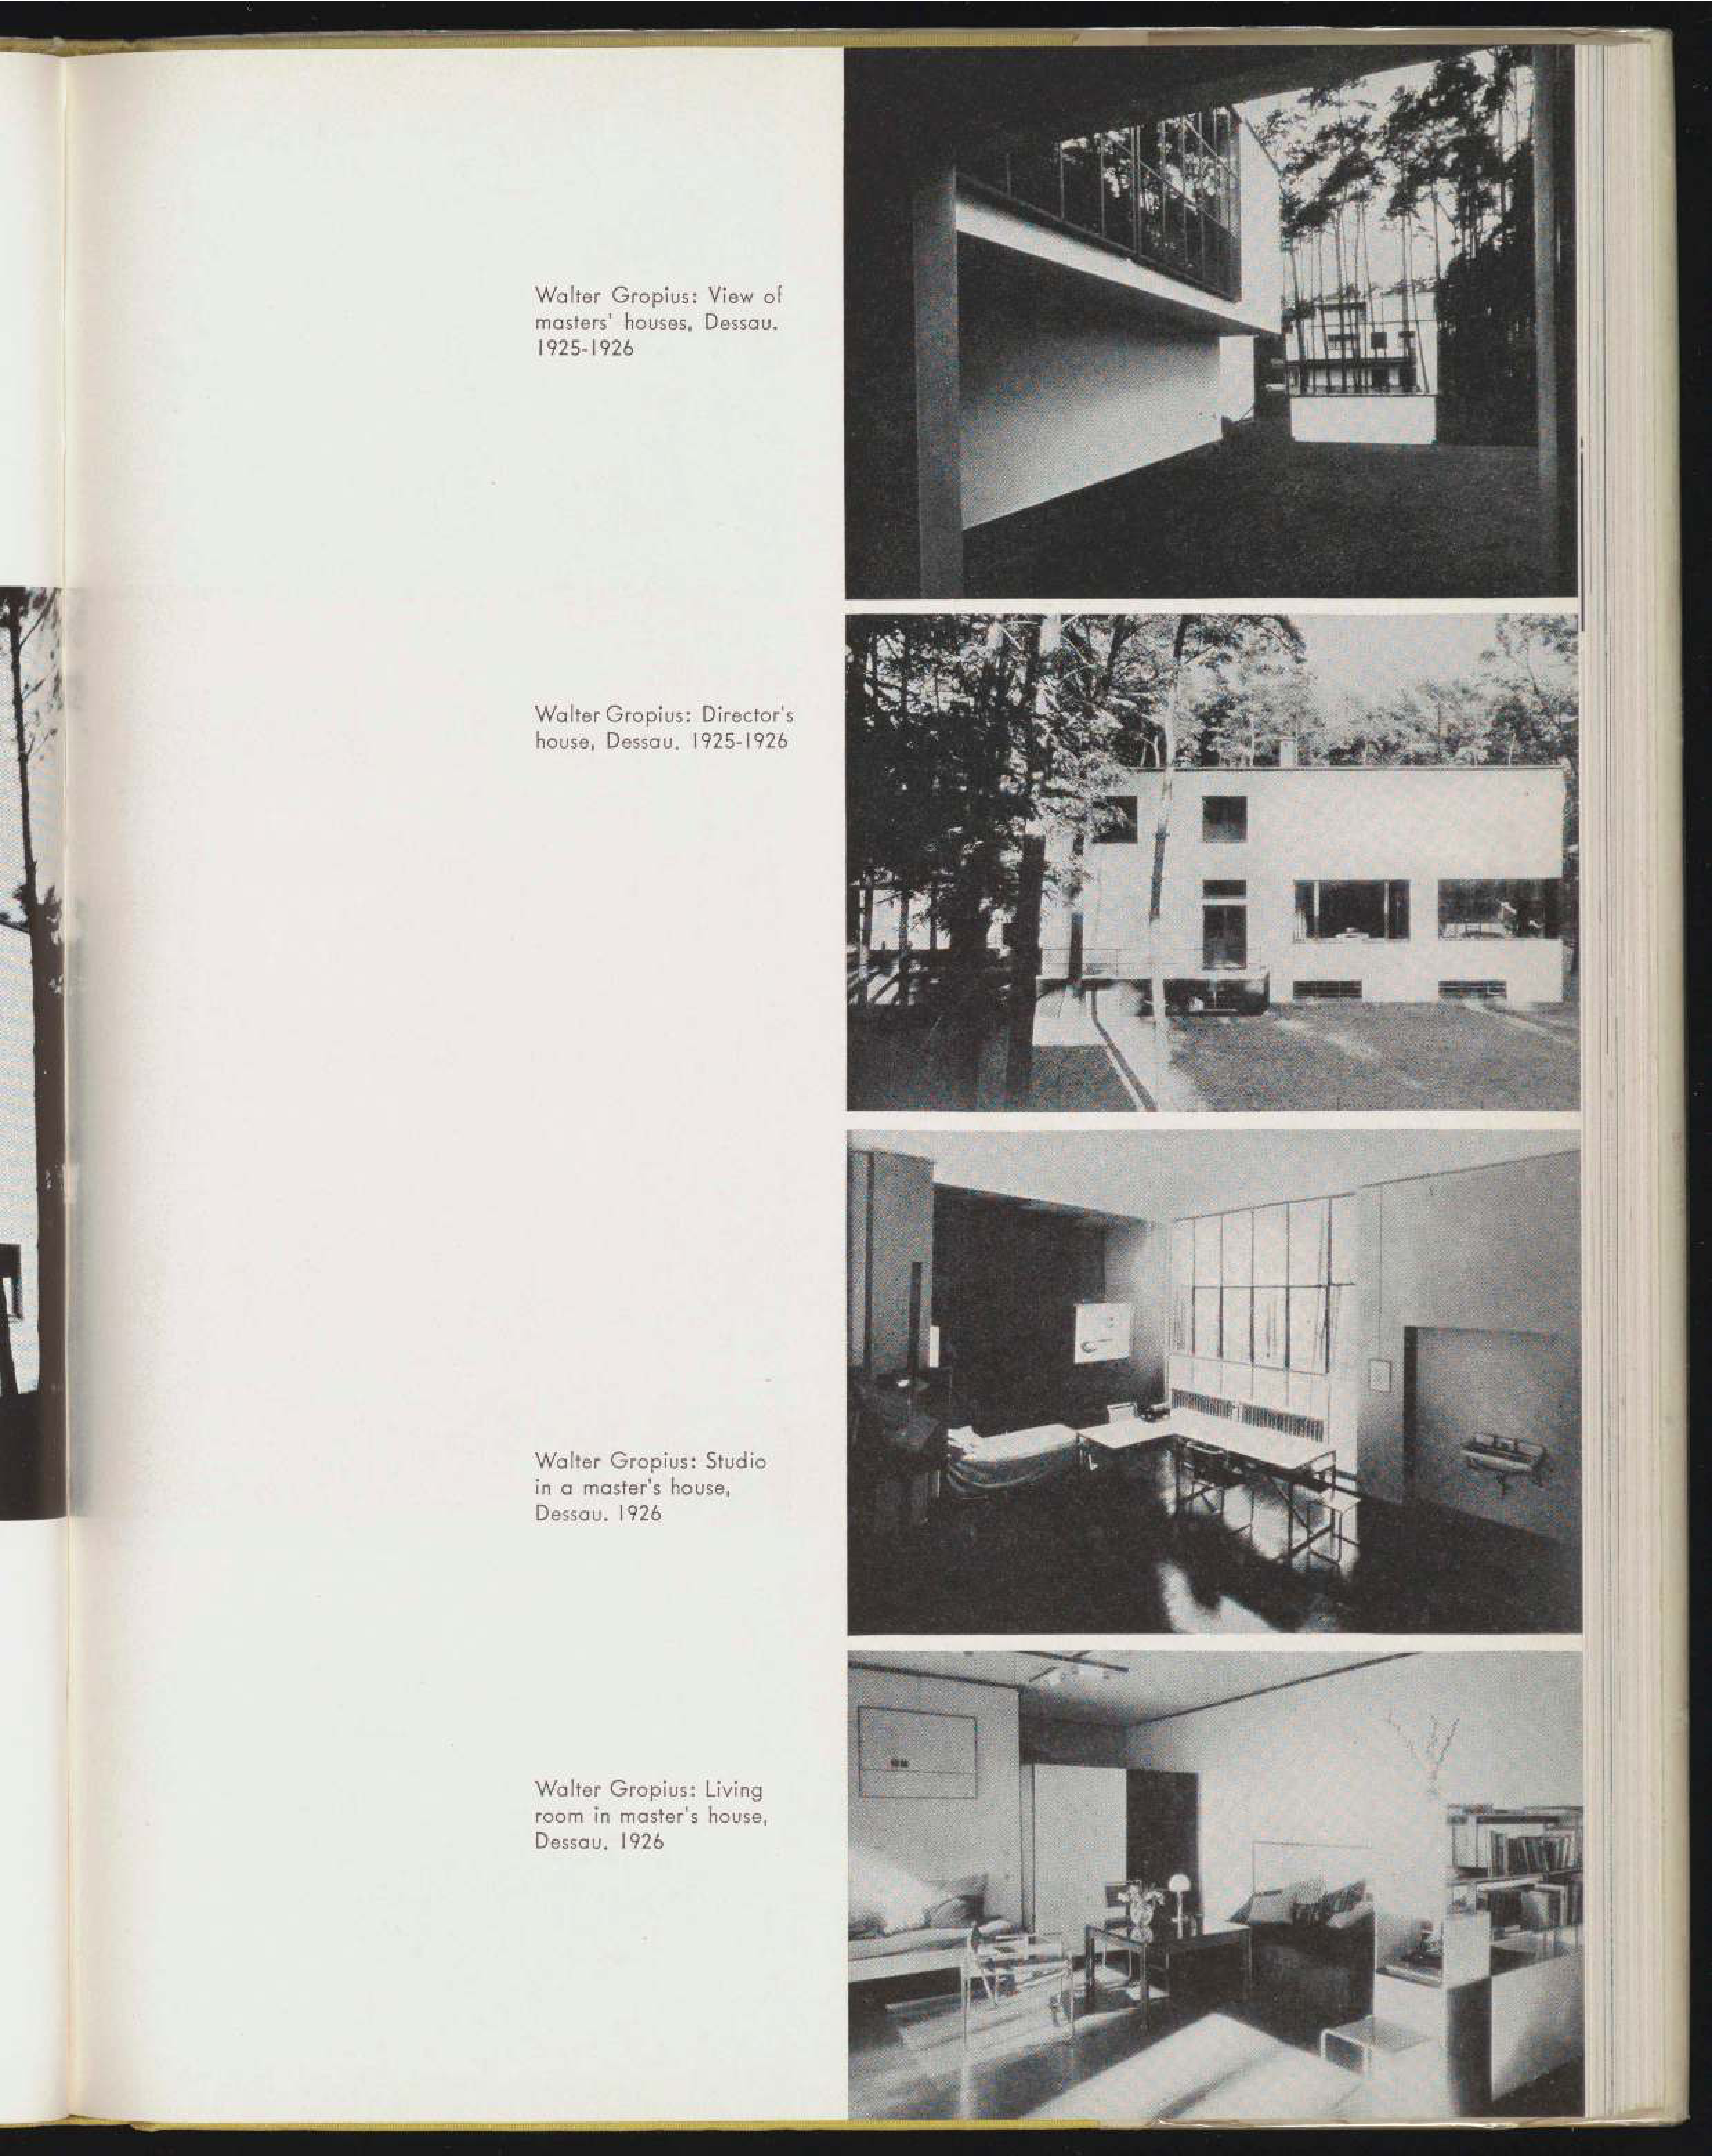 Walter Gropius: View of
masters' houses, Dessau.
1925-1926
Walter Gropius: Director's
house, Dessau. 1925-1926
Walter Gropius: Studio
in a master's house,
Dessau. 1926
Walter Gropius: Living
room in master's house,
Dessau. 1926